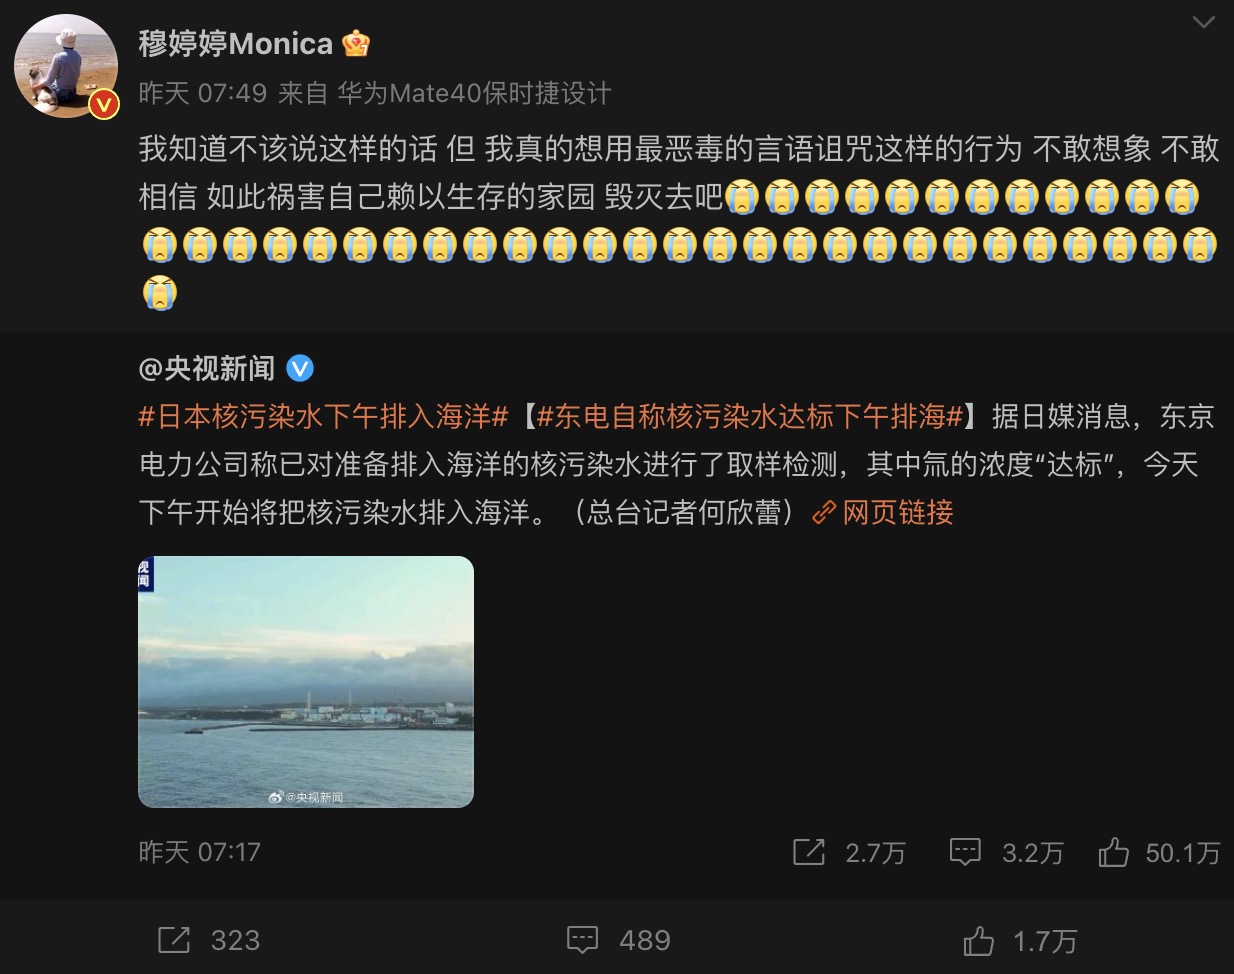 穆婷婷Monica
昨天 07:49 来自 华为Mate40保时捷设计
我知道不该说这样的话 但 我真的想用最恶毒的言语诅咒这样的行为 不敢想象 不敢
相信 如此祸害自己赖以生存的家园 毁灭去吧😭😭😭😭😭😭😭😭😭😭😭😭
😭😭😭😭😭😭😭😭😭😭😭😭😭😭😭😭😭😭😭😭😭😭😭😭😭😭😭
😭
@央视新闻
#日本核污染水下午排入海洋#【#东电自称核污染水达标下午排海#】据日媒消息，东京
电力公司称已对准备排入海洋的核污染水进行了取样检测，其中氚的浓度“达标”，今天
下午开始将把核污染水排入海洋。（总台记者何欣蕾）网页链接
视
闻
@央视新闻
昨天 07:17 2.7万 3.2万 50.1万
323 489 1.7万